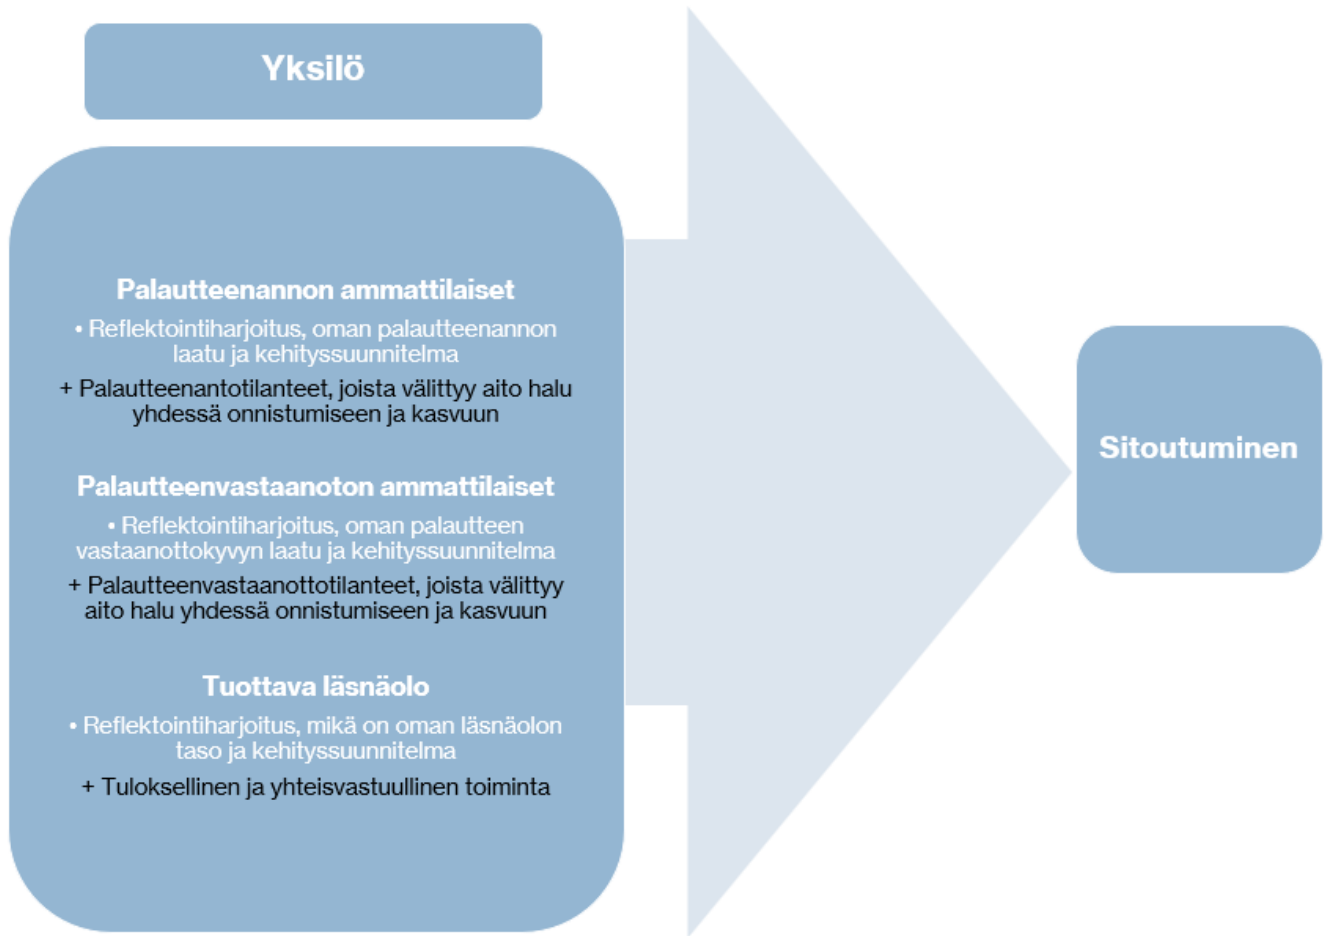 Yksilö
Palautteenannon ammattilaiset
• Reflektointiharjoitus, oman palautteenannon
laatu ja kehityssuunnitelma
+ Palautteenantotilanteet, joista välittyy aito halu
yhdessä onnistumiseen ja kasvuun
Palautteenvastaanoton ammattilaiset
• Reflektointiharjoitus, oman palautteen
vastaanottokyvyn laatu ja kehityssuunnitelma
+ Palautteenvastaanottotilanteet, joista välittyy
aito halu yhdessä onnistumiseen ja kasvuun
Tuottava läsnäolo
• Reflektointiharjoitus, mikä on oman läsnäolon
taso ja kehityssuunnitelma
+ Tuloksellinen ja yhteisvastuullinen toiminta
Sitoutuminen